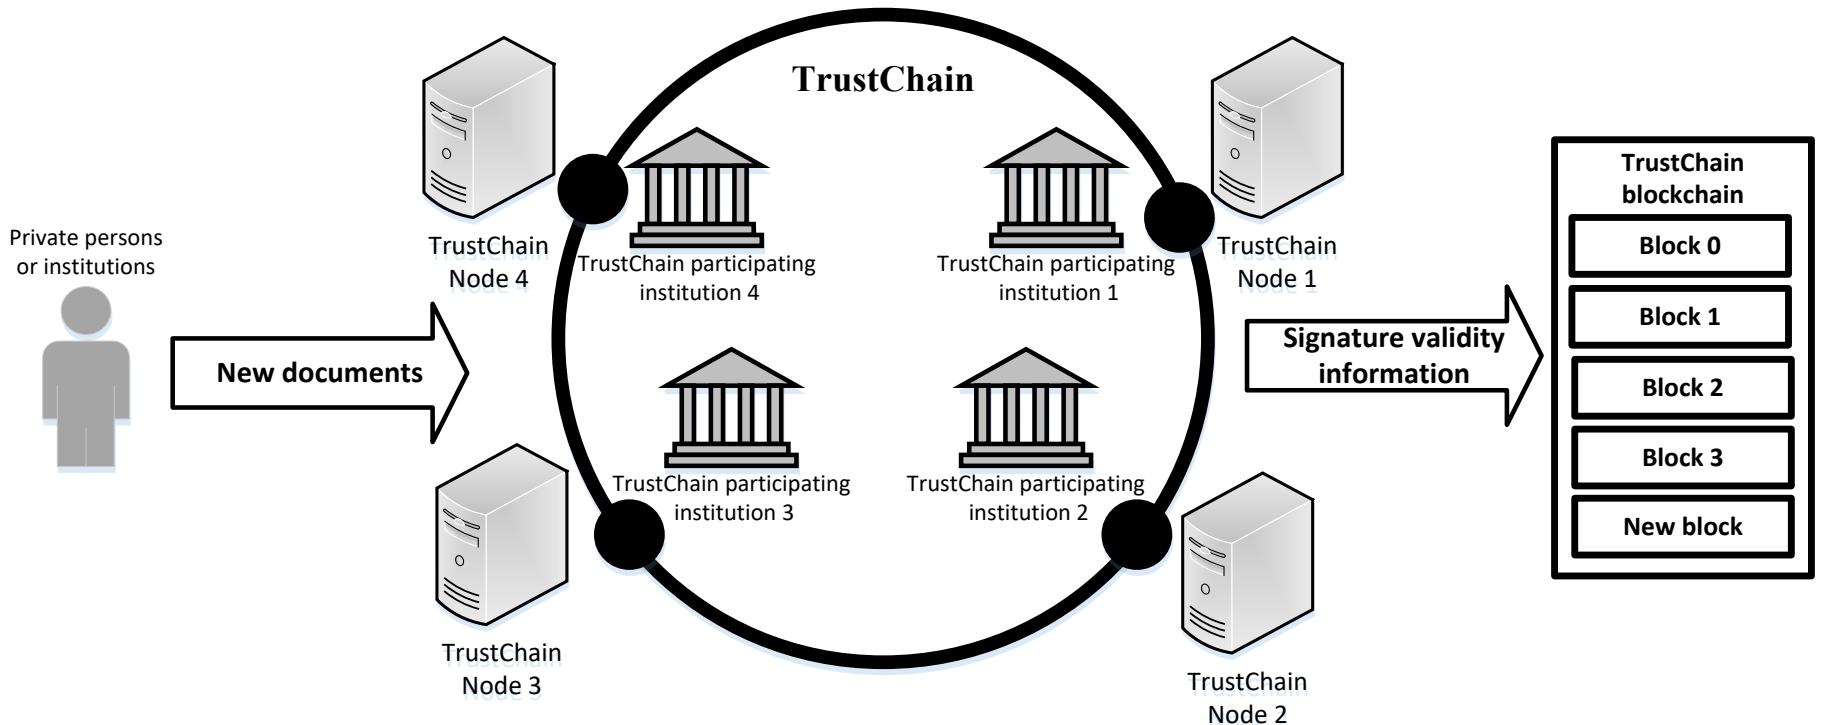 TrustChain
Private persons
or institutions
New documents
TrustChain
Node 4
TrustChain participating
institution 4
TrustChain participating
institution 1
TrustChain
Node 1
TrustChain
Node 3
TrustChain participating
institution 3
TrustChain participating
institution 2
TrustChain
Node 2
Signature validity
information
TrustChain
blockchain
Block 0
Block 1
Block 2
Block 3
New block